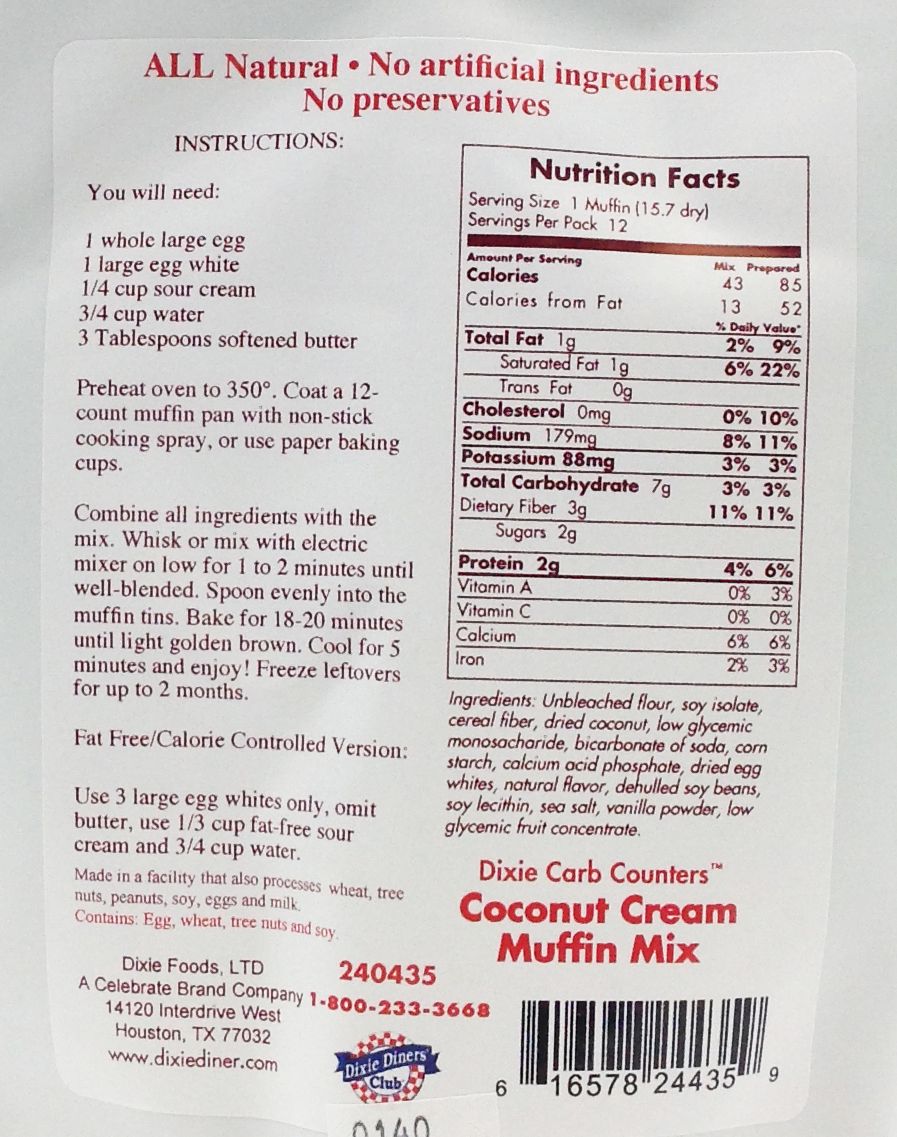 ALL Natural • No artificial ingredients
No preservatives
INSTRUCTIONS:
You will need:
1 whole large egg
1 large egg white
1/4 cup sour cream
3/4 cup water
3 Tablespoons softened butter
Preheat oven to 350°. Coat a 12-
count muffin pan with non-stick
cooking spray, or use paper baking
cups.
Combine all ingredients with the
mix. Whisk or mix with electric
mixer on low for 1 to 2 minutes until
well-blended. Spoon evenly into the
muffin tins. Bake for 18-20 minutes
until light golden brown. Cool for 5
minutes and enjoy! Freeze leftovers
for up to 2 months.
Fat Free/Calorie Controlled Version:
Use 3 large egg whites only, omit
butter, use 1/3 cup fat-free sour
cream and 3/4 cup water.
Made in a facility that also processes wheat, tree
nuts, peanuts, soy, eggs and milk.
Contains: Egg, wheat, tree nuts and soy.
Dixie Foods, LTD
A Celebrate Brand Company
14120 Interdrive West
Houston, TX 77032
www.dixiediner.com
240435
1-800-233-3668
Dixie Diners'
Club
0140
Nutrition Facts
Serving Size 1 Muffin (15.7 dry)
Servings Per Pack 12
Amount Per Serving
Mix Prepared
Calories 43 85
Calories from Fat 13 52
% Daily Value*
Total Fat 1g 2% 9%
Saturated Fat 1g 6% 22%
Trans Fat 0g
Cholesterol 0mg 0% 10%
Sodium 179mg 8% 11%
Potassium 88mg 3% 3%
Total Carbohydrate 7g 3% 3%
Dietary Fiber 3g 11% 11%
Sugars 2g
Protein 2g 4% 6%
Vitamin A 0% 3%
Vitamin C 0% 0%
Calcium 6% 6%
Iron 2% 3%
Ingredients: Unbleached flour, soy isolate,
cereal fiber, dried coconut, low glycemic
monosacharide, bicarbonate of soda, corn
starch, calcium acid phosphate, dried egg
whites, natural flavor, dehulled soy beans,
soy lecithin, sea salt, vanilla powder, low
glycemic fruit concentrate.
Dixie Carb Counters™
Coconut Cream
Muffin Mix
6 16578 24435 9